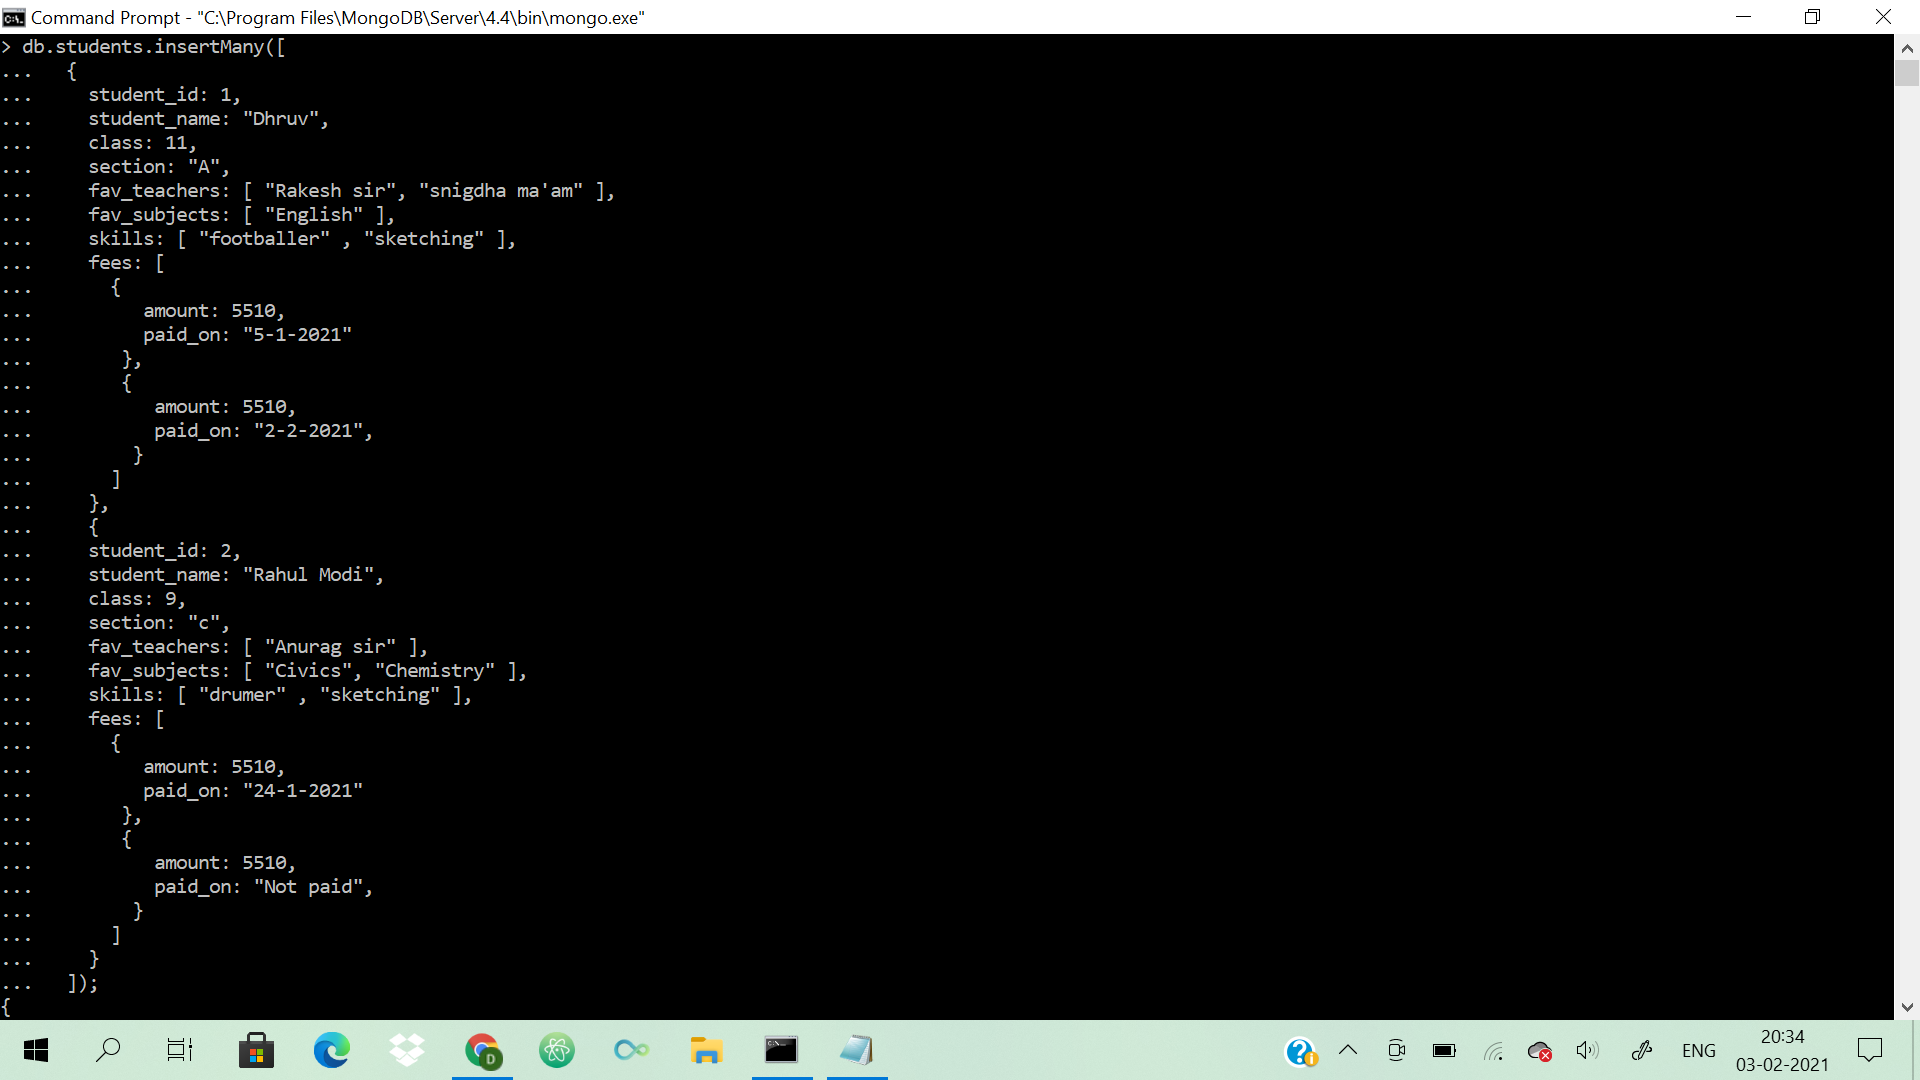 Command Prompt - "C:\Program Files\MongoDB\Server\4.4\bin\mongo.exe"
> db.students.insertMany([
...   {
...     student_id: 1,
...     student_name: "Dhruv",
...     class: 11,
...     section: "A",
...     fav_teachers: [ "Rakesh sir", "snigdha ma'am" ],
...     fav_subjects: [ "English" ],
...     skills: [ "footballer" , "sketching" ],
...     fees: [
...       {
...          amount: 5510,
...          paid_on: "5-1-2021"
...        },
...        {
...           amount: 5510,
...           paid_on: "2-2-2021",
...         }
...       ]
...     },
...     {
...     student_id: 2,
...     student_name: "Rahul Modi",
...     class: 9,
...     section: "c",
...     fav_teachers: [ "Anurag sir" ],
...     fav_subjects: [ "Civics", "Chemistry" ],
...     skills: [ "drumer" , "sketching" ],
...     fees: [
...       {
...          amount: 5510,
...          paid_on: "24-1-2021"
...        },
...        {
...           amount: 5510,
...           paid_on: "Not paid",
...         }
...       ]
...     }
...   ]);
{
D
ENG
20:34
03-02-2021